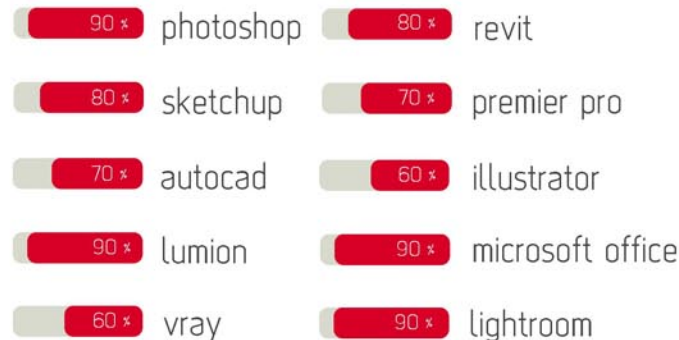 90 % photoshop
80 % sketchup
70 % autocad
90 % lumion
60 % vray
80 % revit
70 % premier pro
60 % illustrator
90 % microsoft office
90 % lightroom